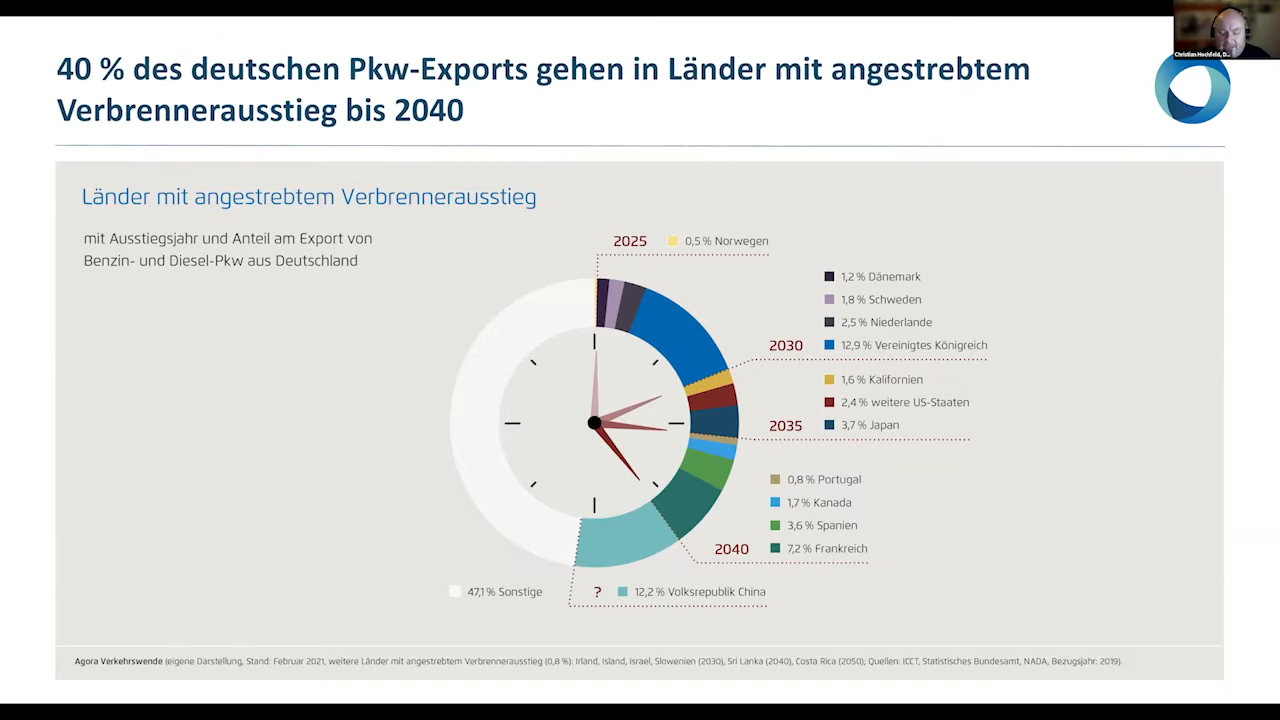 40 % des deutschen Pkw-Exports gehen in Länder mit angestrebtem
Verbrennerausstieg bis 2040
Christian Hochfeld, D...
Länder mit angestrebtem Verbrennerausstieg
mit Ausstiegsjahr und Anteil am Export von
Benzin- und Diesel-Pkw aus Deutschland
2025 0,5 % Norwegen
1,2 % Dänemark
1,8 % Schweden
2,5 % Niederlande
2030 12,9 % Vereinigtes Königreich
1,6 % Kalifornien
2,4 % weitere US-Staaten
2035 3,7 % Japan
0,8 % Portugal
1,7 % Kanada
3,6 % Spanien
2040 7,2 % Frankreich
47,1 % Sonstige ? 12,2 % Volksrepublik China
Agora Verkehrswende (eigene Darstellung, Stand: Februar 2021, weitere Länder mit angestrebtem Verbrennerausstieg (0,8 %): Irland, Island, Israel, Slowenien (2030), Sri Lanka (2040), Costa Rica (2050); Quellen: ICCT, Statistisches Bundesamt, NADA, Bezugsjahr: 2019).